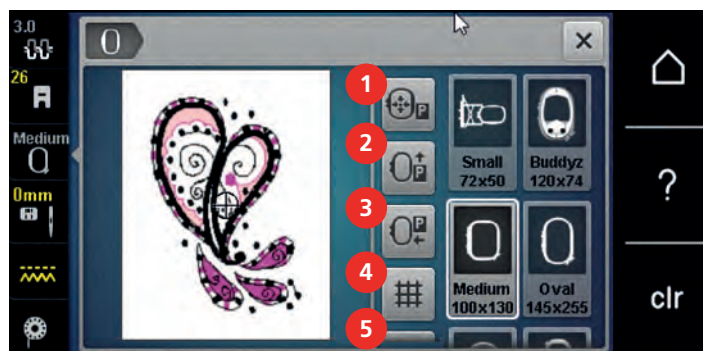 3.0
26
Medium
0mm
1
P
2
P
3
P
4
5
Small
72x50
Buddyz
120x74
Medium
100x130
Oval
145x255
?
clr